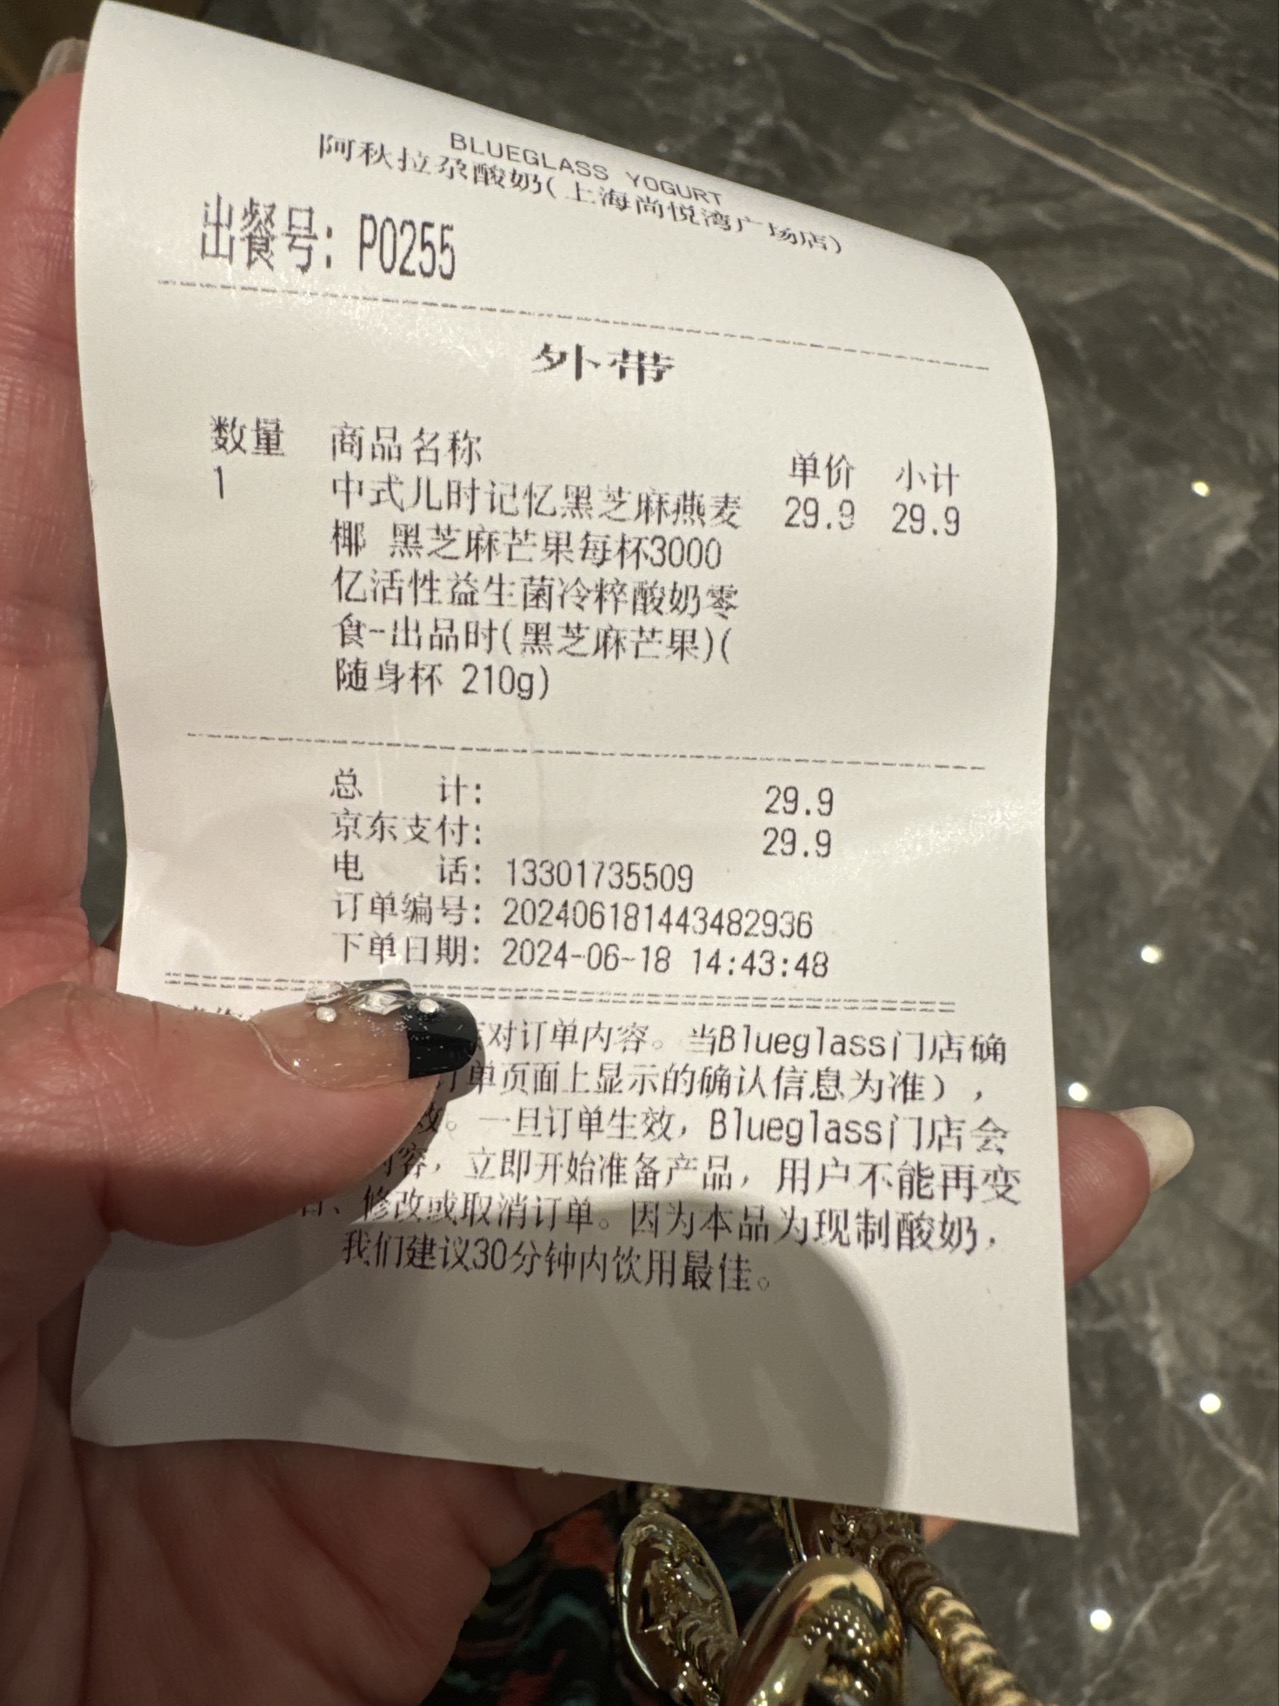 BLUEGLASS YOGURT
阿秋拉尕酸奶(上海尚悦湾广场店)
出餐号: P0255
外带
数量 商品名称 单价 小计
1 中式儿时记忆黑芝麻燕麦 29.9 29.9
椰 黑芝麻芒果每杯3000
亿活性益生菌冷粹酸奶零
食-出品时(黑芝麻芒果)(
随身杯 210g)
总 计: 29.9
京东支付: 29.9
电 话: 13301735509
订单编号: 202406181443482936
下单日期: 2024-06-18 14:43:48
对订单内容。当Blueglass门店确
单页面上显示的确认信息为准),
效。一旦订单生效, Blueglass门店会
内容, 立即开始准备产品, 用户不能再变
、修改或取消订单。因为本品为现制酸奶,
我们建议30分钟内饮用最佳。